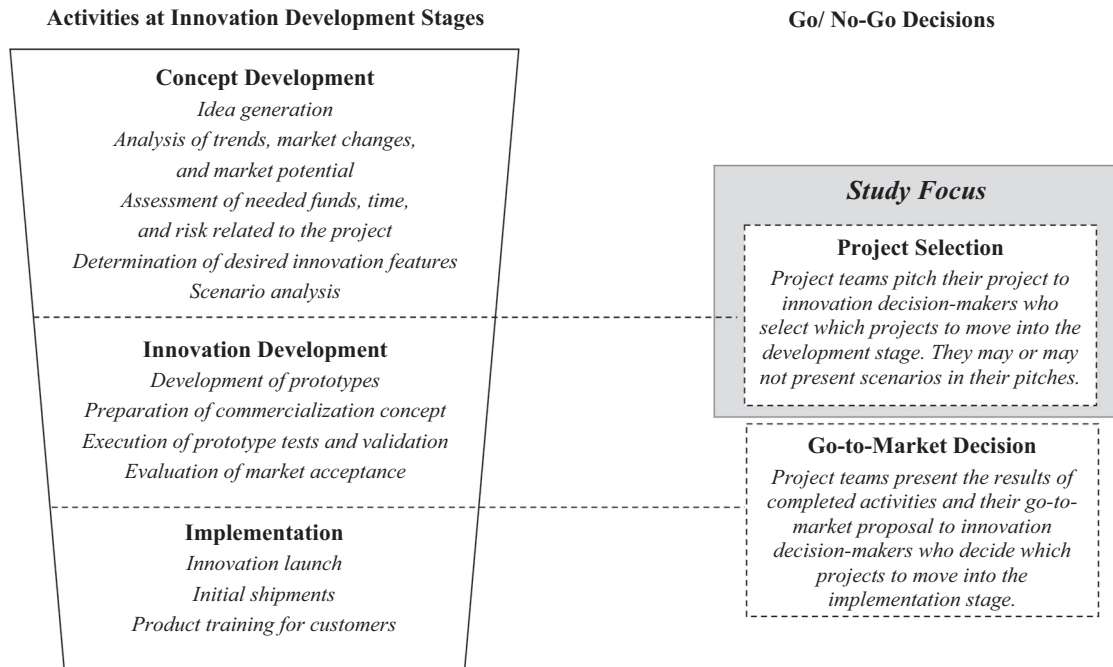 Activities at Innovation Development Stages
Concept Development
Idea generation
Analysis of trends, market changes,
and market potential
Assessment of needed funds, time,
and risk related to the project
Determination of desired innovation features
Scenario analysis
Innovation Development
Development of prototypes
Preparation of commercialization concept
Execution of prototype tests and validation
Evaluation of market acceptance
Implementation
Innovation launch
Initial shipments
Product training for customers
Go/ No-Go Decisions
Study Focus
Project Selection
Project teams pitch their project to
innovation decision-makers who
select which projects to move into the
development stage. They may or may
not present scenarios in their pitches.
Go-to-Market Decision
Project teams present the results of
completed activities and their go-to-
market proposal to innovation
decision-makers who decide which
projects to move into the
implementation stage.